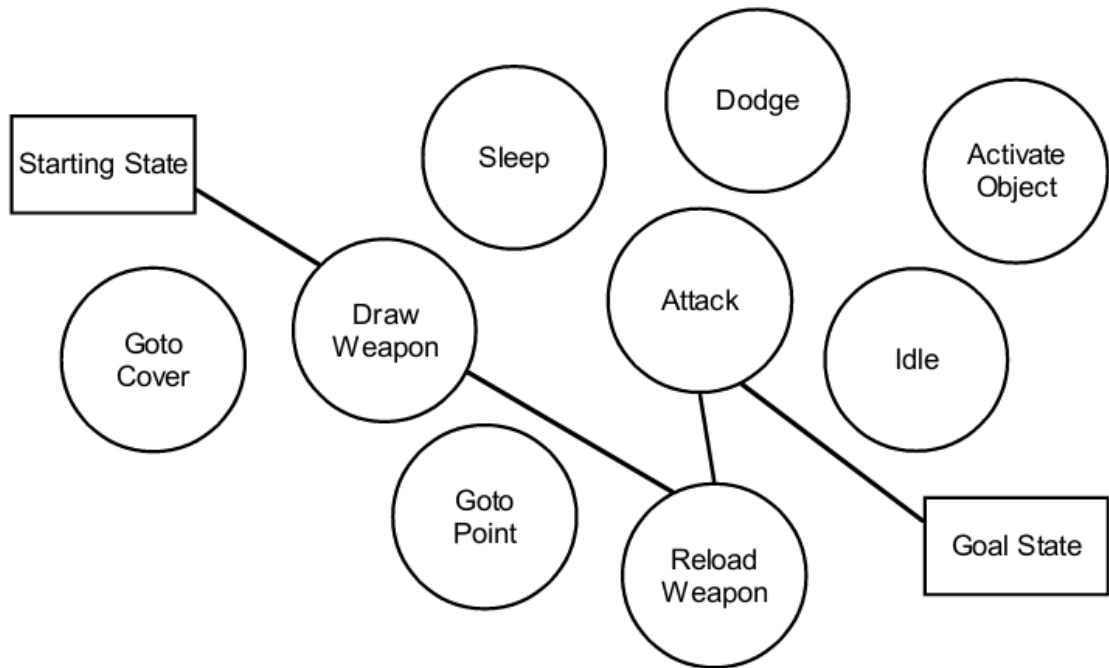 Dodge
Sleep
Activate
Object
Starting State
Attack
Draw
Weapon
Goto
Cover
Idle
Goto
Point
Goal State
Reload
Weapon